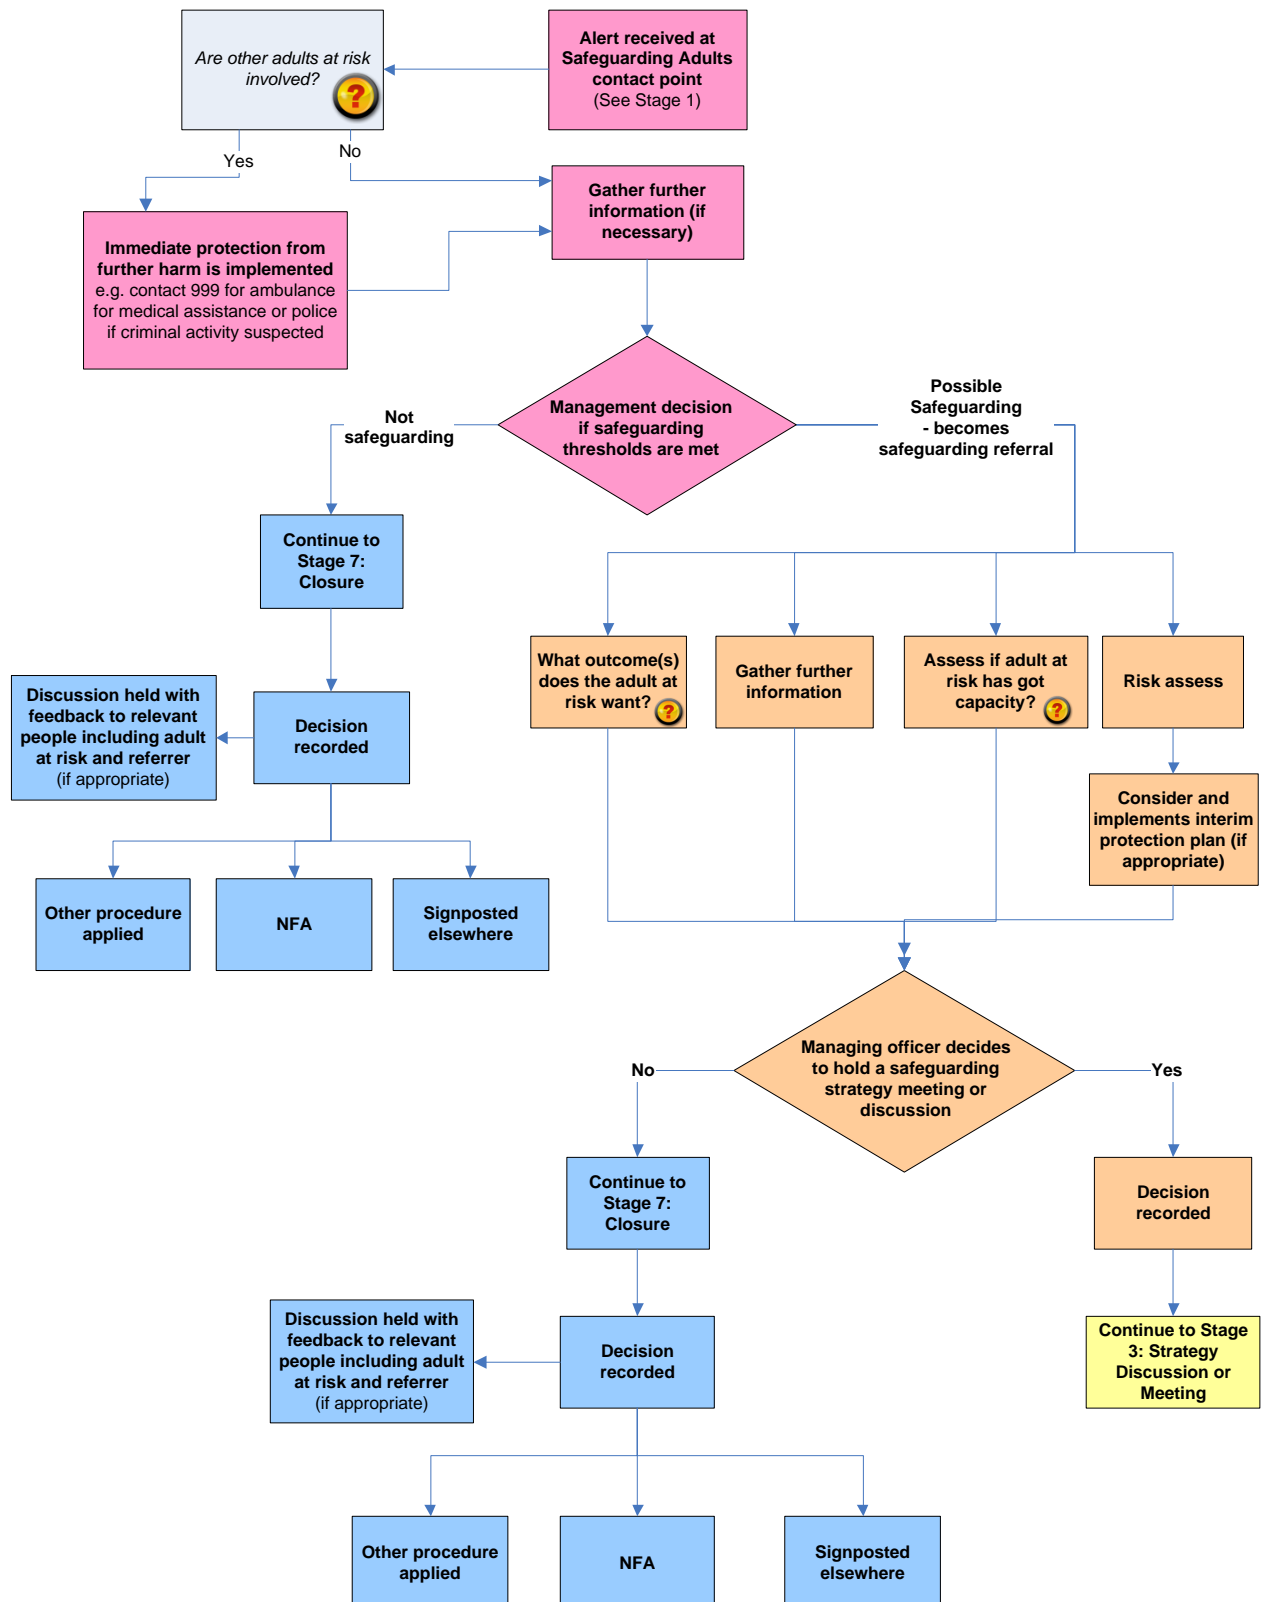 Are other adults at risk
involved?
?
Alert received at
Safeguarding Adults
contact point
(See Stage 1)
Yes
No
Gather further
information (if
necessary)
Immediate protection from
further harm is implemented
e.g. contact 999 for ambulance
for medical assistance or police
if criminal activity suspected
Management decision
if safeguarding
thresholds are met
Not
safeguarding
Possible
Safeguarding
- becomes
safeguarding referral
Continue to
Stage 7:
Closure
What outcome(s)
does the adult at
risk want?
?
Gather further
information
Assess if adult at
risk has got
capacity?
?
Risk assess
Discussion held with
feedback to relevant
people including adult
at risk and referrer
(if appropriate)
Decision
recorded
Consider and
implements interim
protection plan (if
appropriate)
Other procedure
applied
NFA
Signposted
elsewhere
Managing officer decides
to hold a safeguarding
strategy meeting or
discussion
No
Yes
Continue to
Stage 7:
Closure
Decision
recorded
Discussion held with
feedback to relevant
people including adult
at risk and referrer
(if appropriate)
Decision
recorded
Continue to Stage
3: Strategy
Discussion or
Meeting
Other procedure
applied
NFA
Signposted
elsewhere